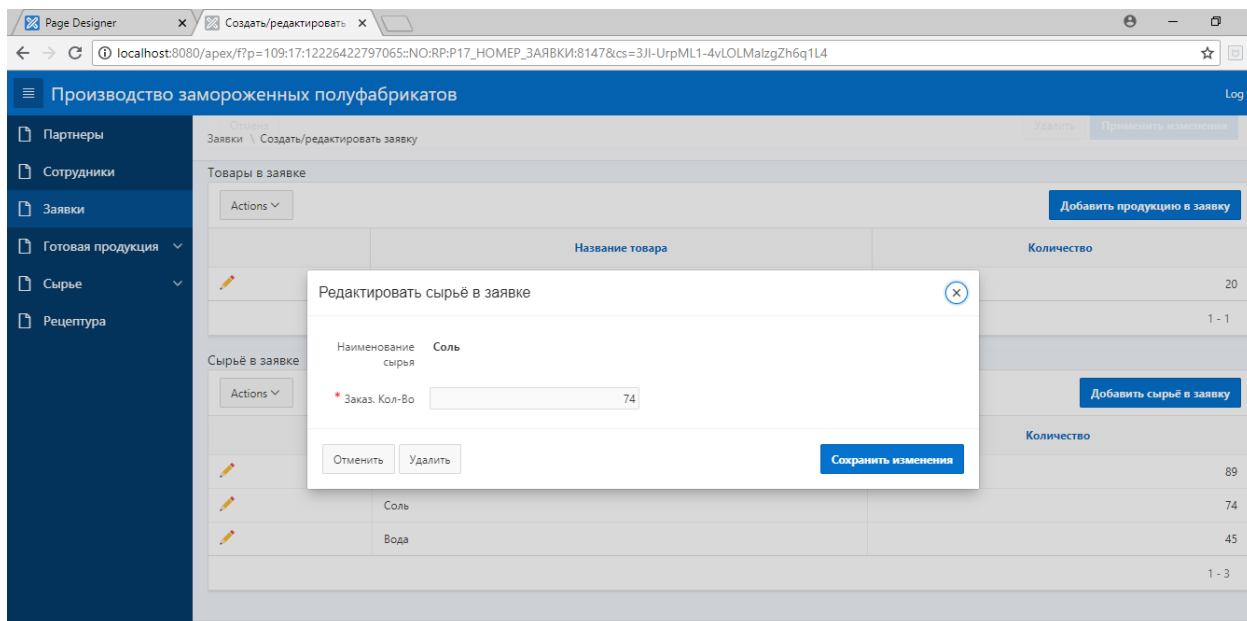 Page Designer
Создать/редактировать
localhost:8080/apex/f?p=109:17:12226422797065::NO:RP:P17_НОМЕР_ЗАЯВКИ:8147&cs=3JI-UrpML1-4vLOLMaIzgZh6q1L4
Производство замороженных полуфабрикатов
Log
Партнеры
Отмена
Удалить Применить изменения
Заявки \ Создать/редактировать заявку
Сотрудники
Товары в заявке
Заявки
Actions
Добавить продукцию в заявку
Готовая продукция
Название товара Количество
Сырье
20
Рецептура
1 - 1
Редактировать сырьё в заявке
Наименование сырья Соль
* Заказ. Кол-Во 74
Отменить Удалить Сохранить изменения
Сырьё в заявке
Actions
Добавить сырьё в заявку
Количество
89
Соль 74
Вода 45
1 - 3